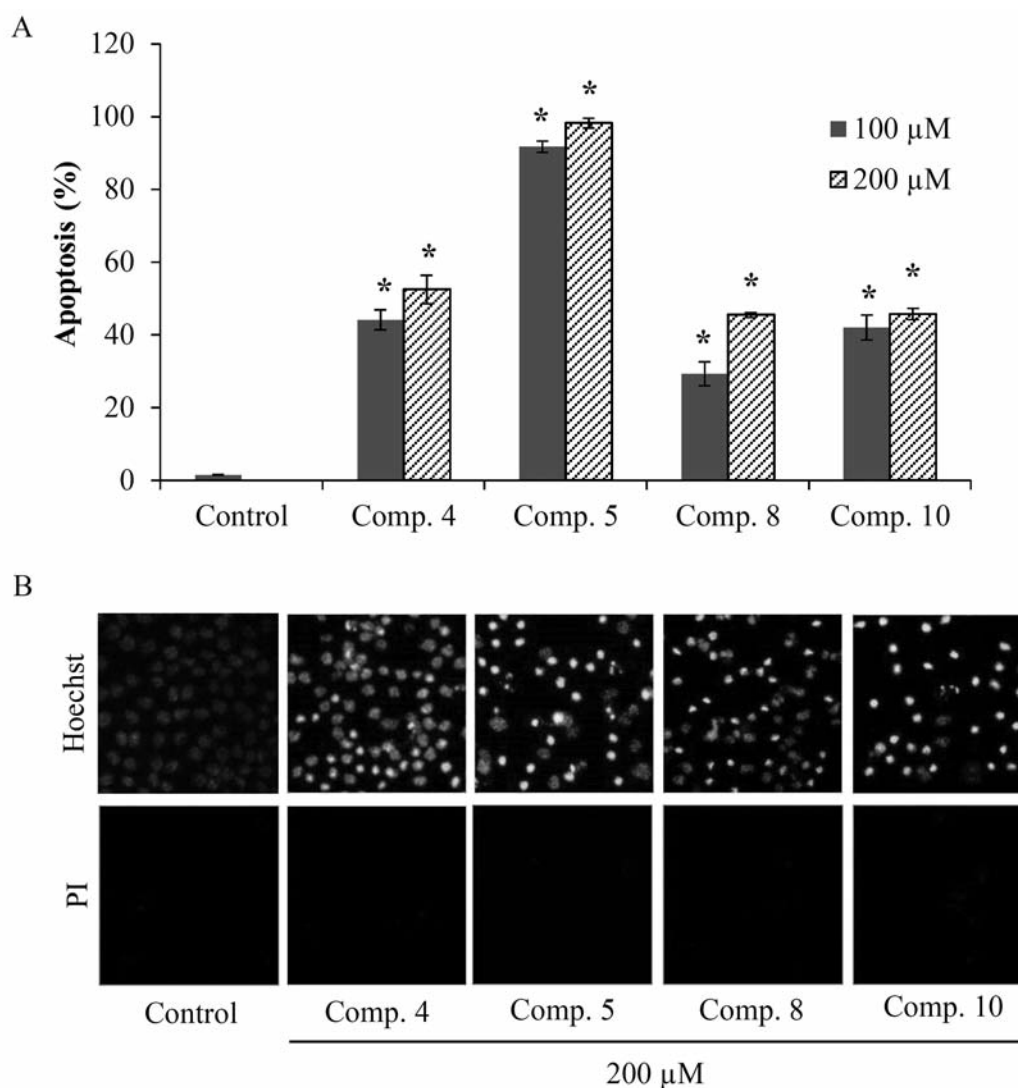 A
120
100
80
60
40
20
0
Apoptosis (%)
* * * * * * * *
100 µM
200 µM
Control Comp. 4 Comp. 5 Comp. 8 Comp. 10
B
Hoechst
PI
Control Comp. 4 Comp. 5 Comp. 8 Comp. 10
200 µM